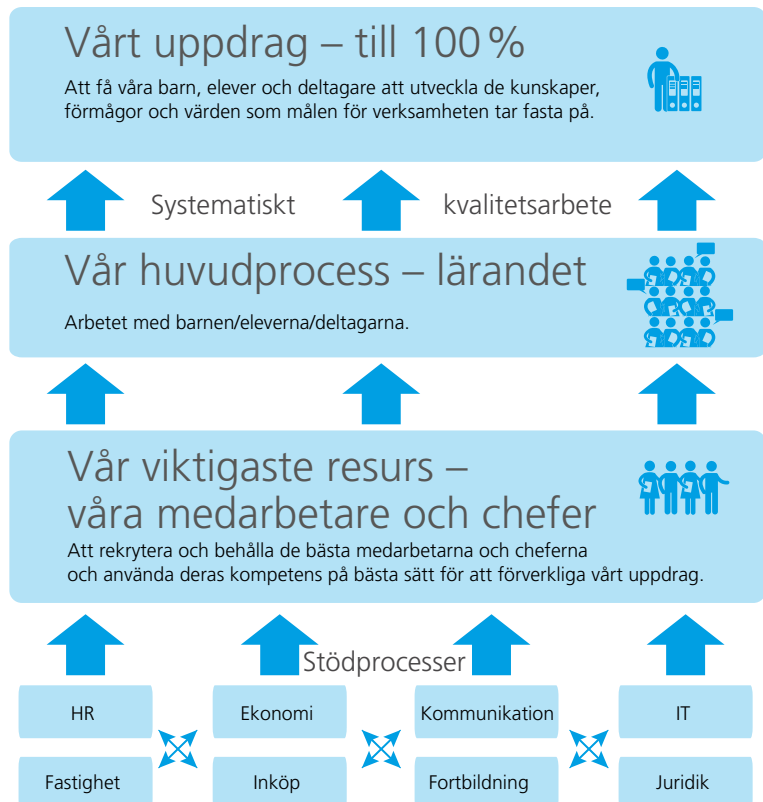 Vårt uppdrag – till 100 %
Att få våra barn, elever och deltagare att utveckla de kunskaper,
förmågor och värden som målen för verksamheten tar fasta på.
Systematiskt kvalitetsarbete
Vår huvudprocess – lärandet
Arbetet med barnen/eleverna/deltagarna.
Vår viktigaste resurs –
våra medarbetare och chefer
Att rekrytera och behålla de bästa medarbetarna och cheferna
och använda deras kompetens på bästa sätt för att förverkliga vårt uppdrag.
Stödprocesser
HR Ekonomi Kommunikation IT
Fastighet Inköp Fortbildning Juridik